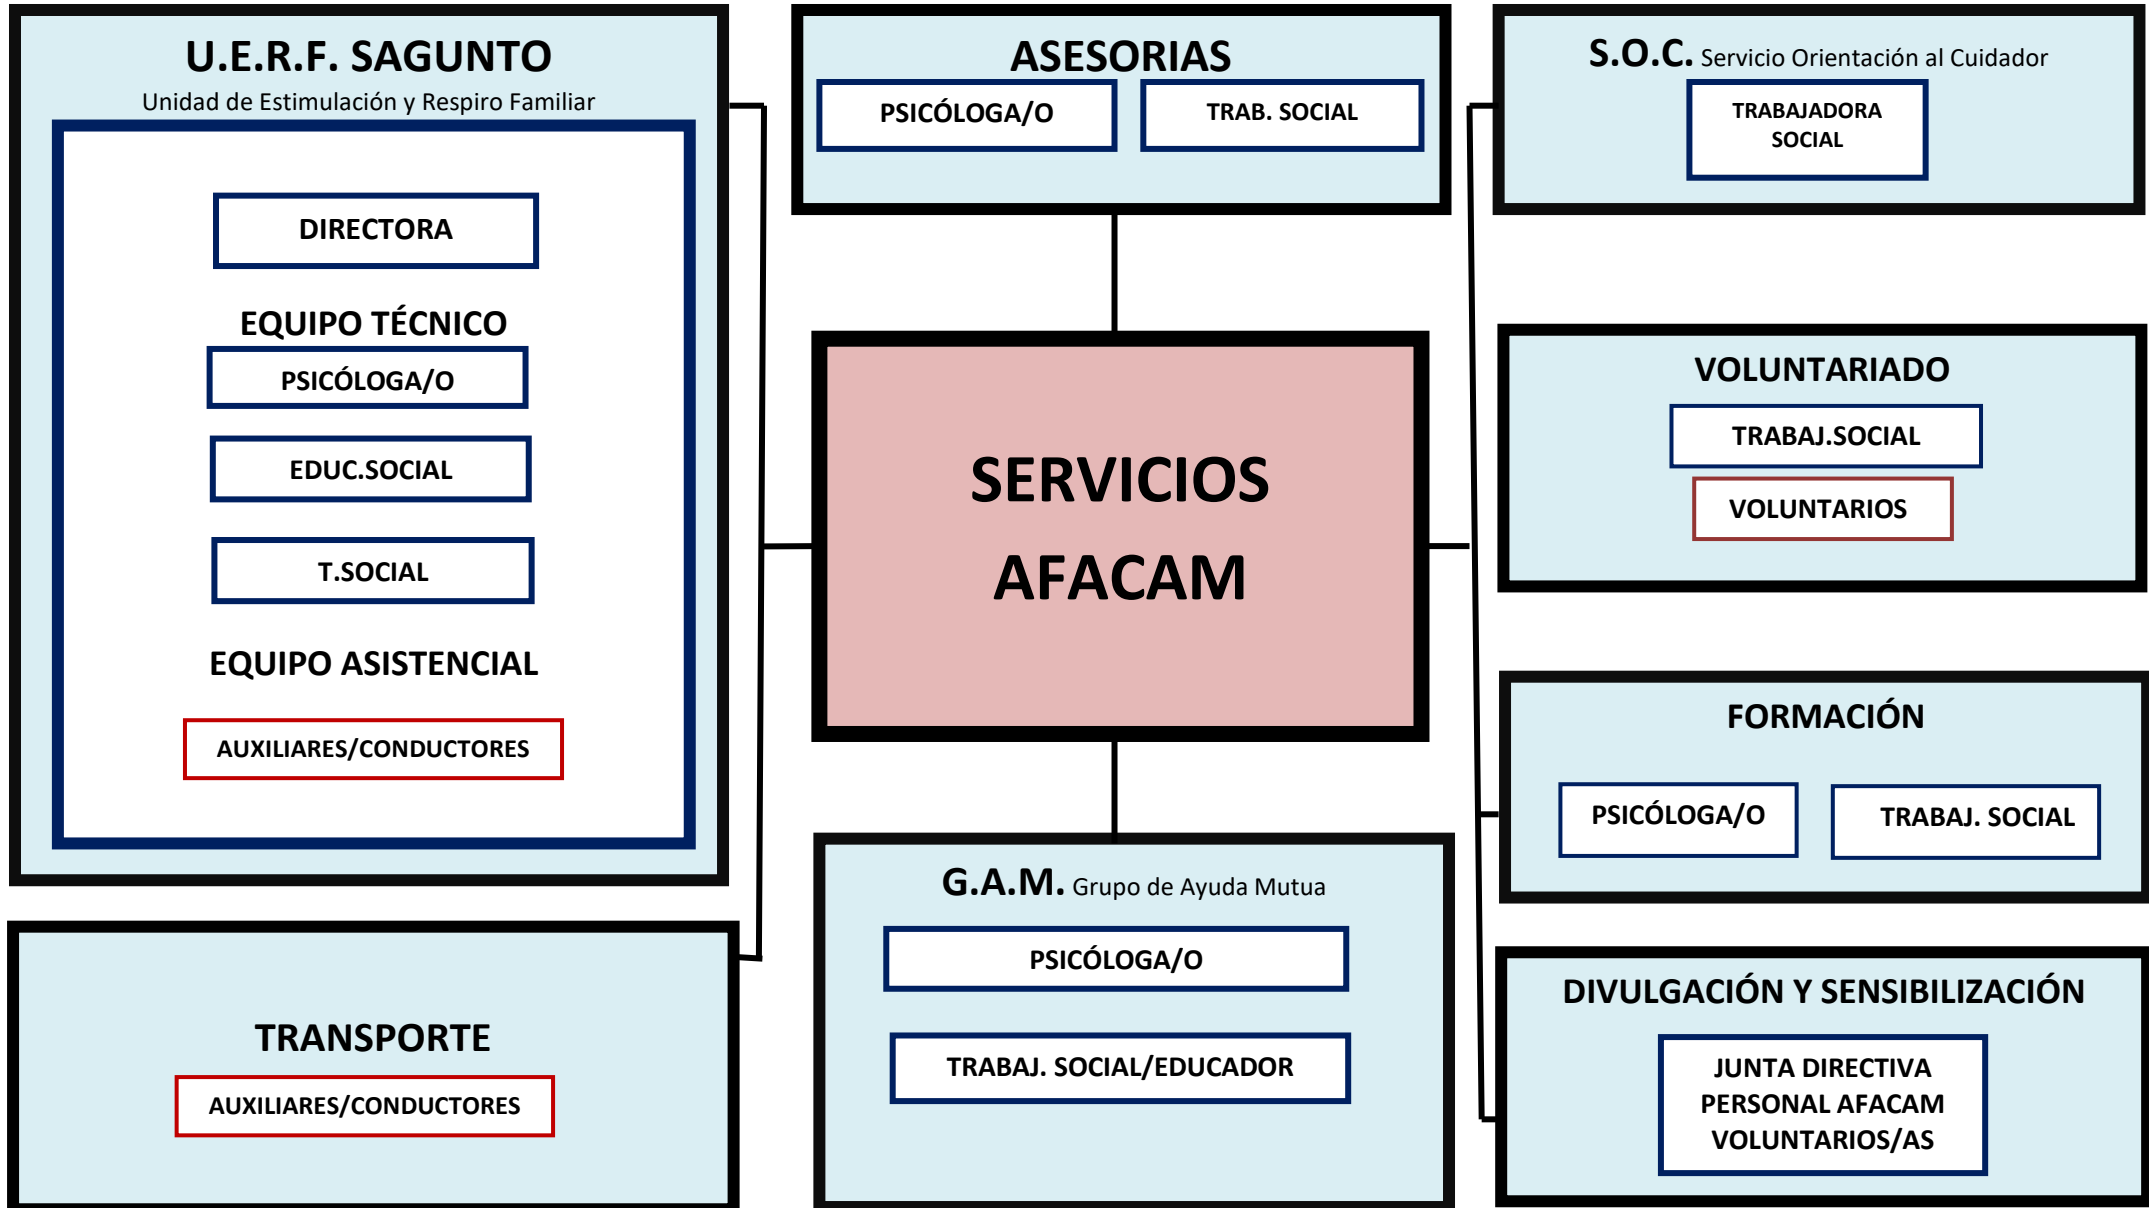 U.E.R.F. SAGUNTO
Unidad de Estimulación y Respiro Familiar
DIRECTORA
EQUIPO TÉCNICO
PSICÓLOGA/O
EDUC.SOCIAL
T.SOCIAL
EQUIPO ASISTENCIAL
AUXILIARES/CONDUCTORES
TRANSPORTE
AUXILIARES/CONDUCTORES
ASESORIAS
PSICÓLOGA/O
TRAB. SOCIAL
SERVICIOS
AFACAM
G.A.M. Grupo de Ayuda Mutua
PSICÓLOGA/O
TRABAJ. SOCIAL/EDUCADOR
S.O.C. Servicio Orientación al Cuidador
TRABAJADORA
SOCIAL
VOLUNTARIADO
TRABAJ.SOCIAL
VOLUNTARIOS
FORMACIÓN
PSICÓLOGA/O
TRABAJ. SOCIAL
DIVULGACIÓN Y SENSIBILIZACIÓN
JUNTA DIRECTIVA
PERSONAL AFACAM
VOLUNTARIOS/AS